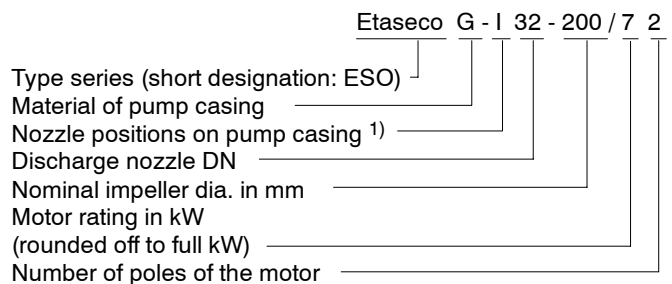 Etaseco G - I 32 - 200 / 7 2
Type series (short designation: ESO)
Material of pump casing
Nozzle positions on pump casing 1)
Discharge nozzle DN
Nominal impeller dia. in mm
Motor rating in kW
(rounded off to full kW)
Number of poles of the motor